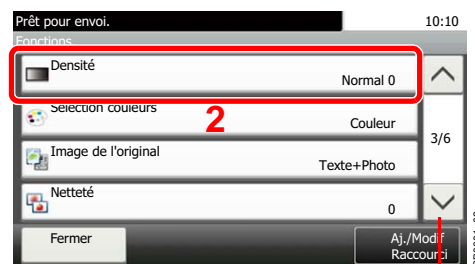 Prêt pour envoi. 10:10
Fonctions
Densité
Normal 0
Sélection couleurs
2
Couleur
3/6
Image de l'original
Texte+Photo
Netteté
0
Fermer
Aj./Modif
Raccourci